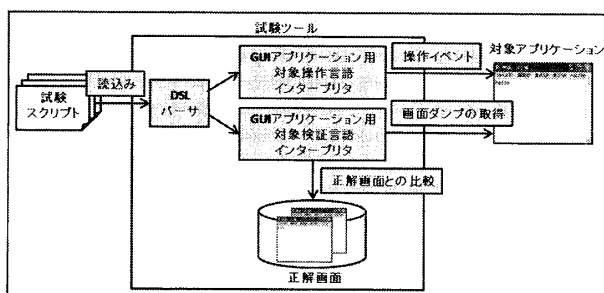 試験ツール
読込み
試験
スクリプト
DSL
パーサ
GUIアプリケーション用
対象操作言語
インタープリタ
操作イベント
対象アプリケーション
GUIアプリケーション用
対象検証言語
インタープリタ
画面ダンプの取得
正解画面との比較
正解画面